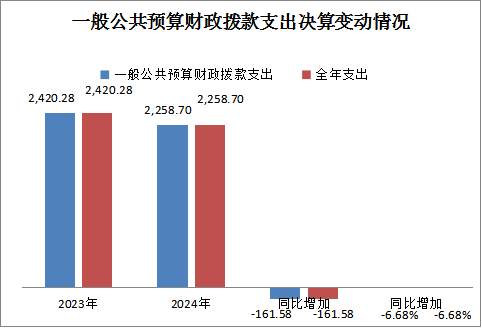 一般公共预算财政拨款支出决算变动情况
一般公共预算财政拨款支出 全年支出
2,420.28 2,420.28
2,258.70 2,258.70
2023年 2024年 同比增加 同比增加
-161.58 -161.58 -6.68% -6.68%